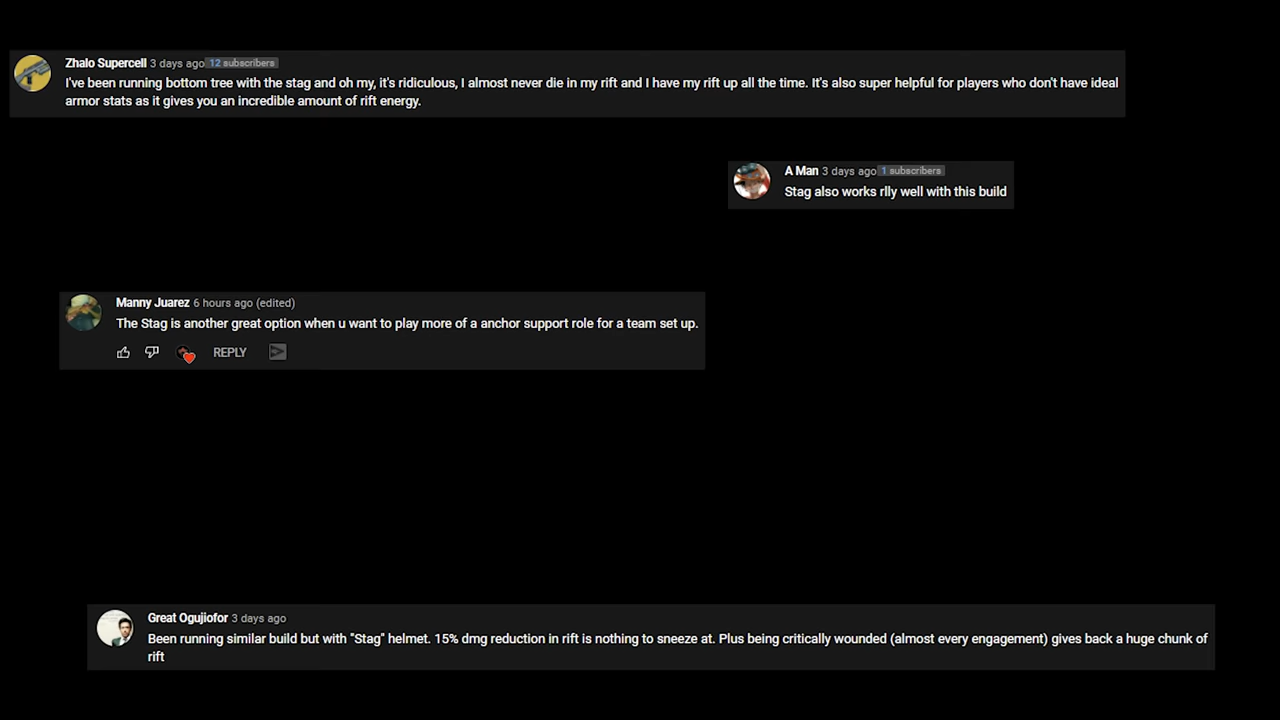 Zhalo Supercell 3 days ago 12 subscribers
I've been running bottom tree with the stag and oh my, it's ridiculous, I almost never die in my rift and I have my rift up all the time. It's also super helpful for players who don't have ideal
armor stats as it gives you an incredible amount of rift energy.
A Man 3 days ago 1 subscribers
Stag also works rlly well with this build
Manny Juarez 6 hours ago (edited)
The Stag is another great option when u want to play more of a anchor support role for a team set up.
REPLY
Great Ogujiofor 3 days ago
Been running similar build but with "Stag" helmet. 15% dmg reduction in rift is nothing to sneeze at. Plus being critically wounded (almost every engagement) gives back a huge chunk of
rift